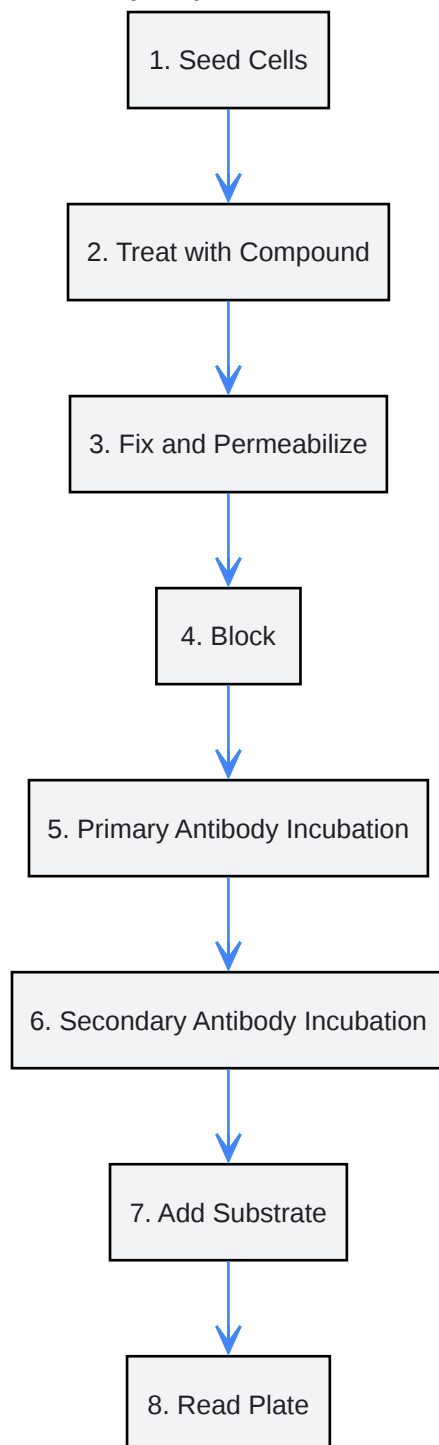 1. Seed Cells
2. Treat with Compound
3. Fix and Permeabilize
4. Block
5. Primary Antibody Incubation
6. Secondary Antibody Incubation
7. Add Substrate
8. Read Plate